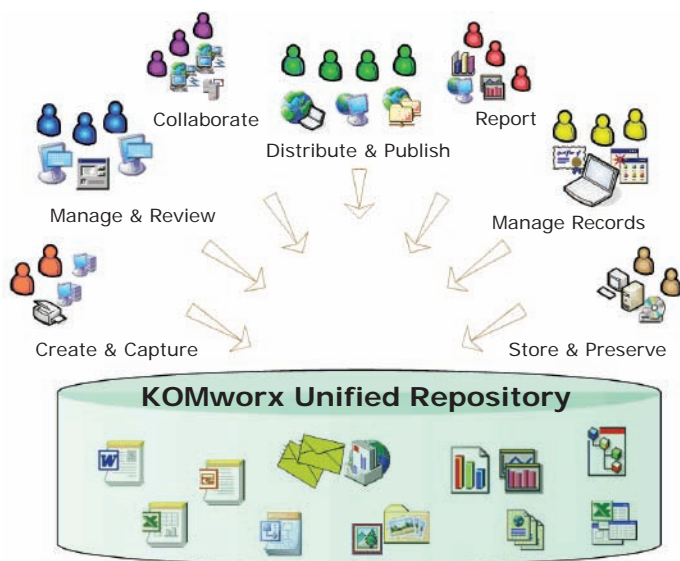 Collaborate
Report
Distribute & Publish
Manage & Review
Manage Records
Create & Capture
Store & Preserve
KOMworx Unified Repository
W
X
X